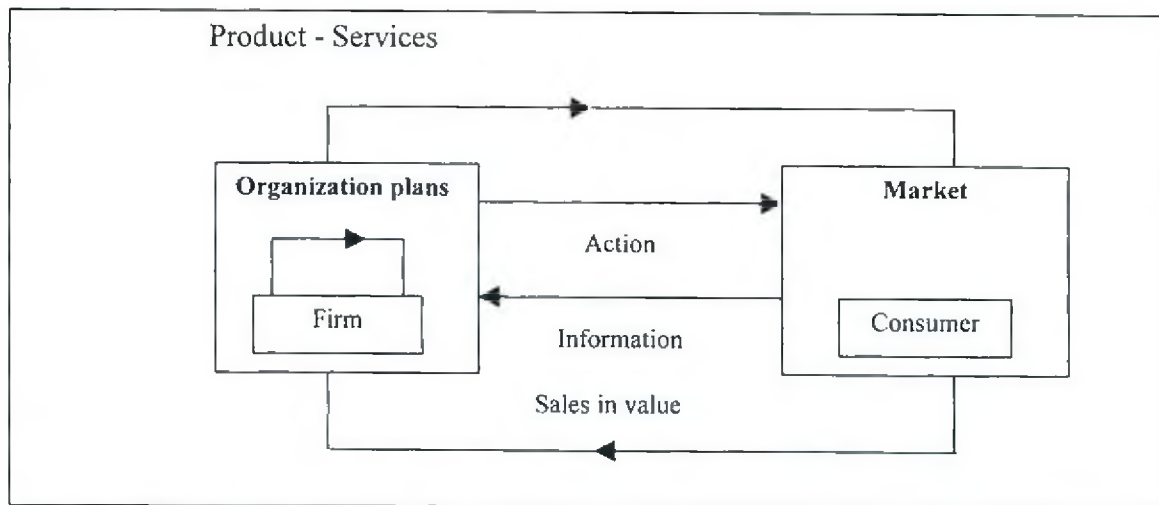 Product - Services
Organization plans
Market
Action
Firm
Consumer
Information
Sales in value